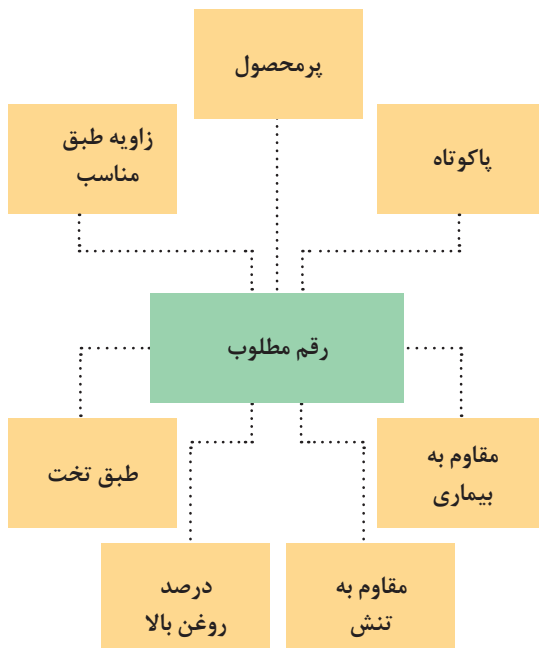 پرمحصول
پاکوتاه
زاویه طبق
مناسب
رقم مطلوب
مقاوم به
بیماری
طبق تخت
مقاوم به
تنش
درصد
روغن بالا